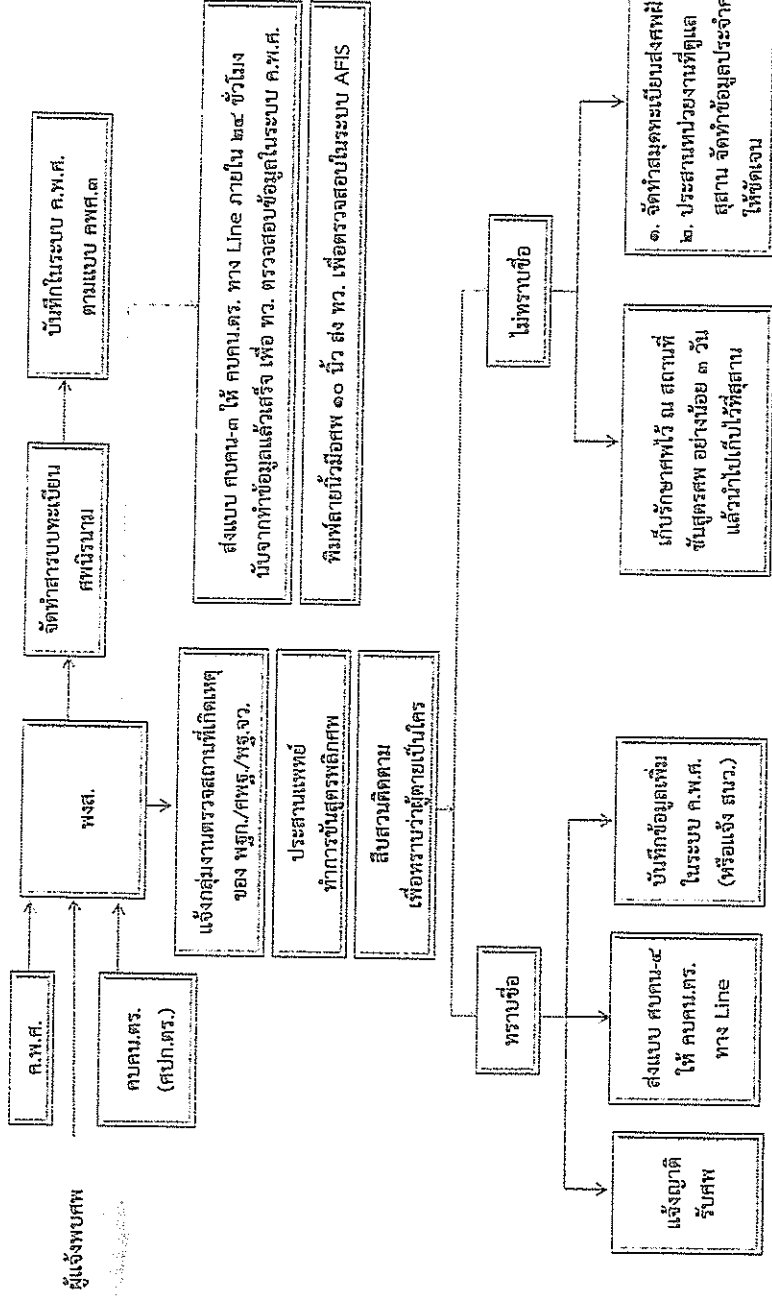 ผู้แจ้งพบศพ
ค.พ.ศ.
ศบคน.ตร.
(ศปก.ตร.)
พงส.
จัดทำสารบบทะเบียน
ศพนิรนาม
บันทึกในระบบ ค.พ.ศ.
ตามแบบ คพศ.๓
แจ้งกลุ่มงานตรวจสถานที่เกิดเหตุ
ของ พฐก./ศพฐ./พฐ.จว.
ประสานแพทย์
ทำการชันสูตรพลิกศพ
สืบสวนติดตาม
เพื่อทราบว่าผู้ตายเป็นใคร
ส่งแบบ ศบคน-๓ ให้ ศบคน.ตร. ทาง Line ภายใน ๒๔ ชั่วโมง
นับจากทำข้อมูลแล้วเสร็จ เพื่อ ทว. ตรวจสอบข้อมูลในระบบ ค.พ.ศ.
พิมพ์ลายนิ้วมือศพ ๑๐ นิ้ว ส่ง ทว. เพื่อตรวจสอบในระบบ AFIS
ทราบชื่อ
แจ้งญาติ
รับศพ
ส่งแบบ ศบคน-๔
ให้ ศบคน.ตร.
ทาง Line
บันทึกข้อมูลเพิ่ม
ในระบบ ค.พ.ศ.
(หรือแจ้ง สนว.)
ไม่ทราบชื่อ
เก็บรักษาศพไว้ ณ สถานที่
ชันสูตรศพ อย่างน้อย ๓ วัน
แล้วนำไปเก็บไว้ที่สุสาน
๑. จัดทำสมุดทะเบียนส่งศพฝั
๒. ประสานหน่วยงานที่ดูแล
สุสาน จัดทำข้อมูลประจำศ
ให้ชัดเจน